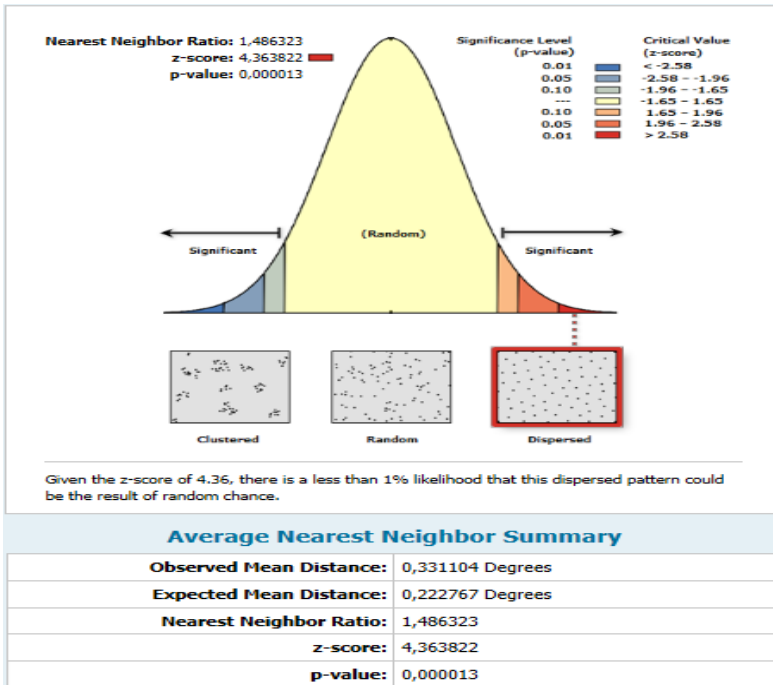 Nearest Neighbor Ratio: 1,486323
z-score: 4,363822
p-value: 0,000013
Significance Level (p-value) Critical Value (z-score)
0.01 < -2.58
0.05 -2.58 - -1.96
0.10 -1.96 - -1.65
--- -1.65 - 1.65
0.10 1.65 - 1.96
0.05 1.96 - 2.58
0.01 > 2.58
(Random)
Significant Significant
Clustered Random Dispersed
Given the z-score of 4.36, there is a less than 1% likelihood that this dispersed pattern could
be the result of random chance.
Average Nearest Neighbor Summary
Observed Mean Distance: 0,331104 Degrees
Expected Mean Distance: 0,222767 Degrees
Nearest Neighbor Ratio: 1,486323
z-score: 4,363822
p-value: 0,000013